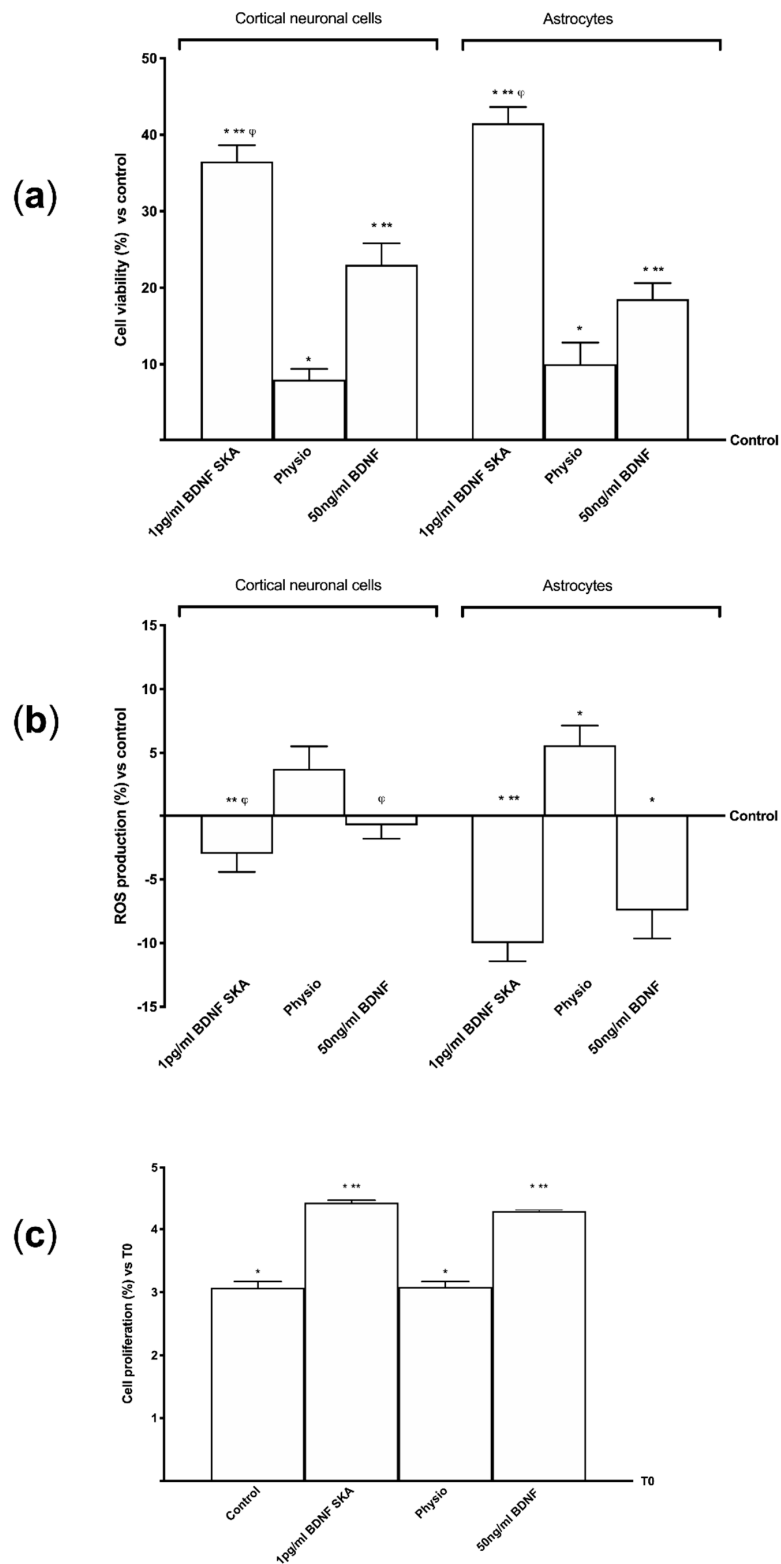 Cortical neuronal cells
Astrocytes
(a)
Cell viability (%) vs control
50
40
30
20
10
* ** φ
*
* **
* ** φ
*
* **
Control
1pg/ml BDNF SKA
Physio
50ng/ml BDNF
1pg/ml BDNF SKA
Physio
50ng/ml BDNF
Cortical neuronal cells
Astrocytes
(b)
ROS production (%) vs control
15
10
5
-5
-10
-15
** φ
φ
* **
*
*
Control
1pg/ml BDNF SKA
Physio
50ng/ml BDNF
1pg/ml BDNF SKA
Physio
50ng/ml BDNF
(c)
Cell proliferation (%) vs T0
5
4
3
2
1
*
* **
*
* **
T0
Control
1pg/ml BDNF SKA
Physio
50ng/ml BDNF